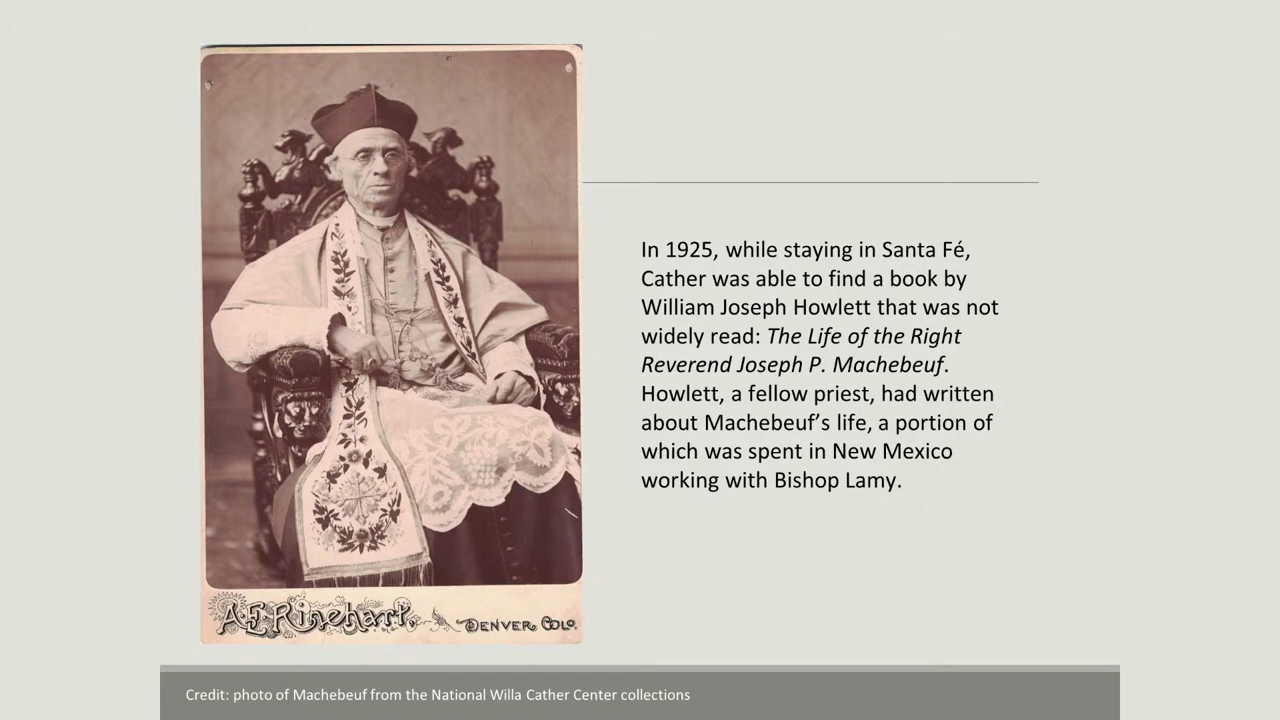 In 1925, while staying in Santa Fé,
Cather was able to find a book by
William Joseph Howlett that was not
widely read: The Life of the Right
Reverend Joseph P. Machebeuf.
Howlett, a fellow priest, had written
about Machebeuf’s life, a portion of
which was spent in New Mexico
working with Bishop Lamy.
A.E. Rinehart, DENVER, COLO.
Credit: photo of Machebeuf from the National Willa Cather Center collections